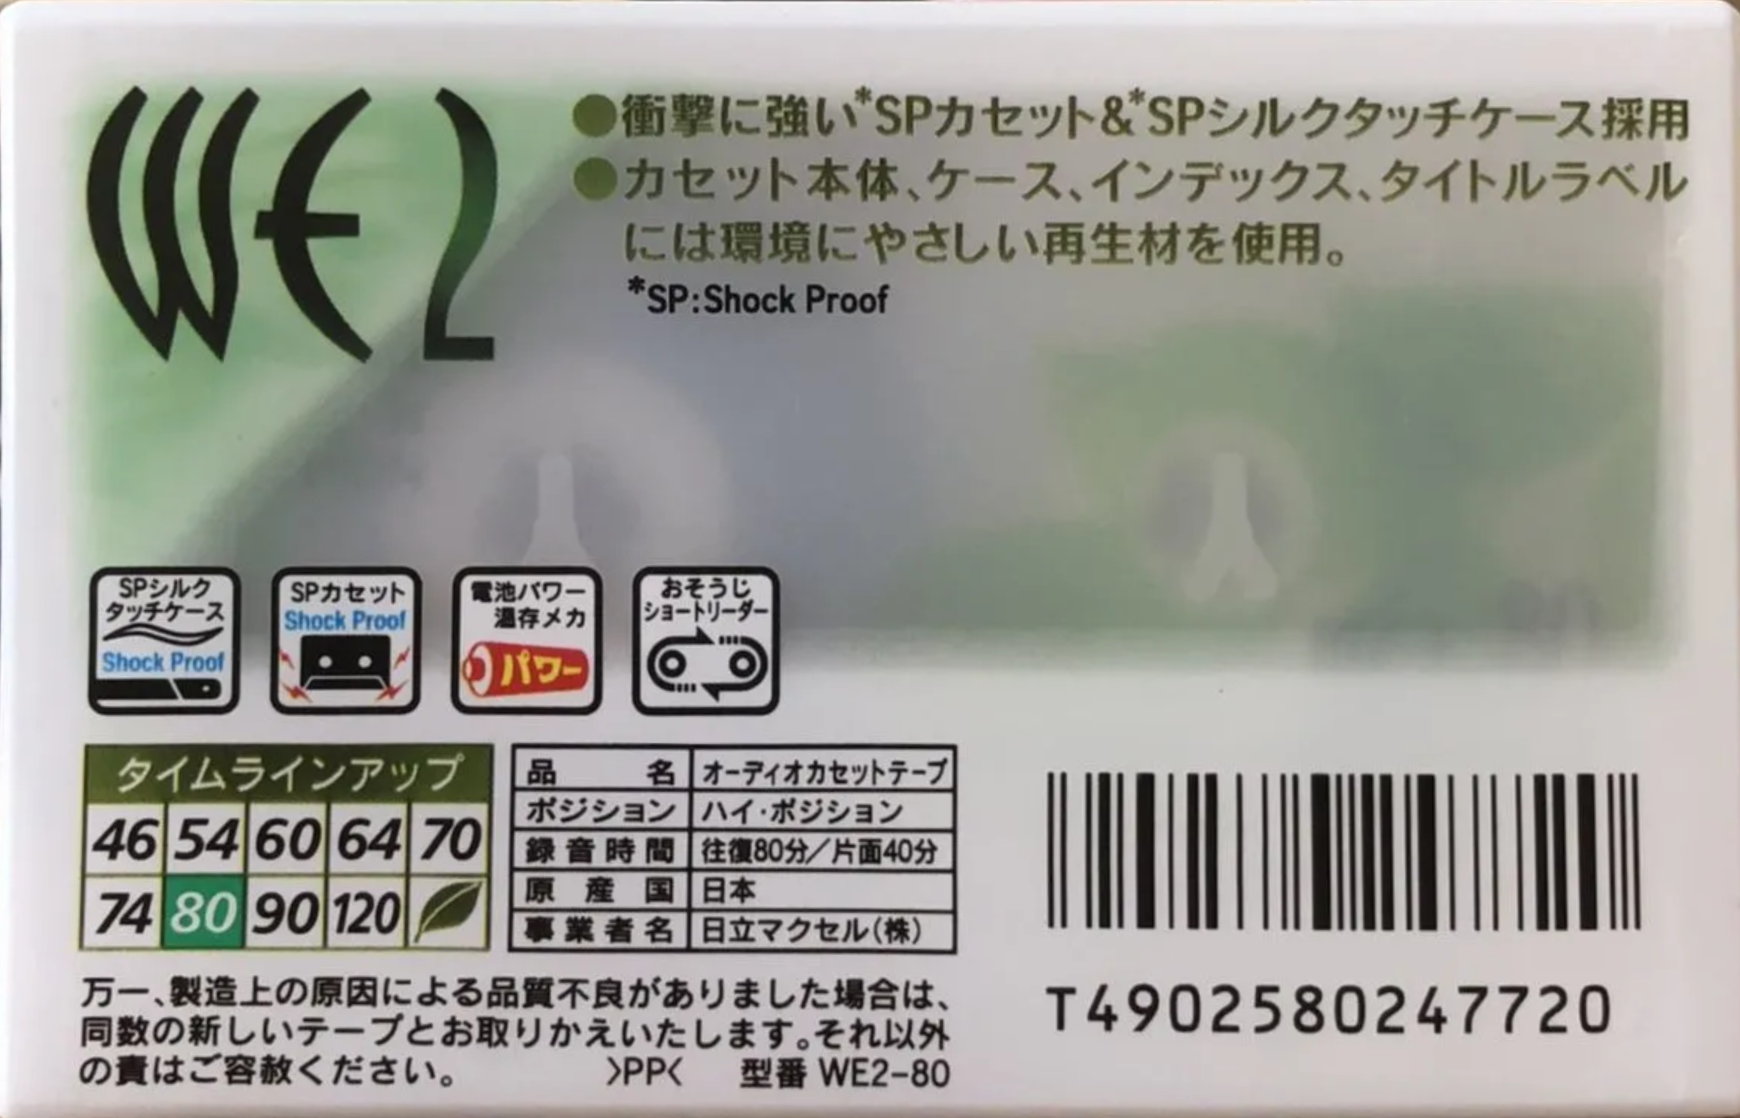 WE2
●衝撃に強い*SPカセット&*SPシルクタッチケース採用
●カセット本体、ケース、インデックス、タイトルラベル
には環境にやさしい再生材を使用。
*SP:Shock Proof
SPシルク
タッチケース
Shock Proof
SPカセット
Shock Proof
電池パワー
温存メカ
パワー
おそうじ
ショートリーダー
タイムラインアップ
46 54 60 64 70
74 80 90 120
品名 オーディオカセットテープ
ポジション ハイ・ポジション
録音時間 往復80分/片面40分
原産国 日本
事業者名 日立マクセル(株)
万一、製造上の原因による品質不良がありました場合は、
同数の新しいテープとお取りかえいたします。それ以外
の責はご容赦ください。 >PP< 型番 WE2-80
T4902580247720